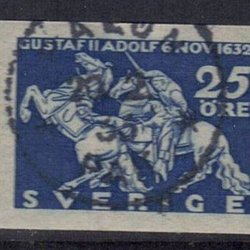 GUSTAF II ADOLF 6 NOV 1632
25
ÖRE
SVERIGE